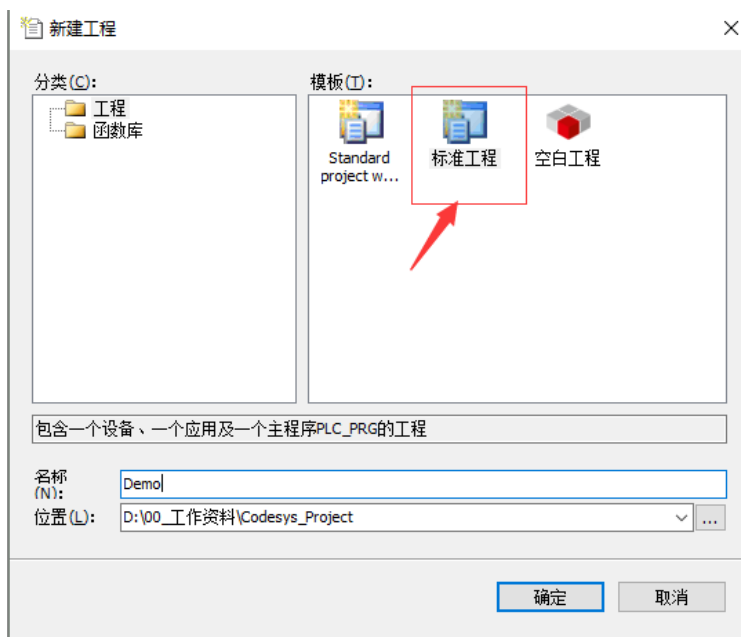 新建工程
分类(C):
模板(T):
工程
函数库
Standard
project w...
标准工程
空白工程
包含一个设备、一个应用及一个主程序PLC_PRG的工程
名称
(N):
Demo
位置(L):
D:\00_工作资料\Codesys_Project
...
确定
取消